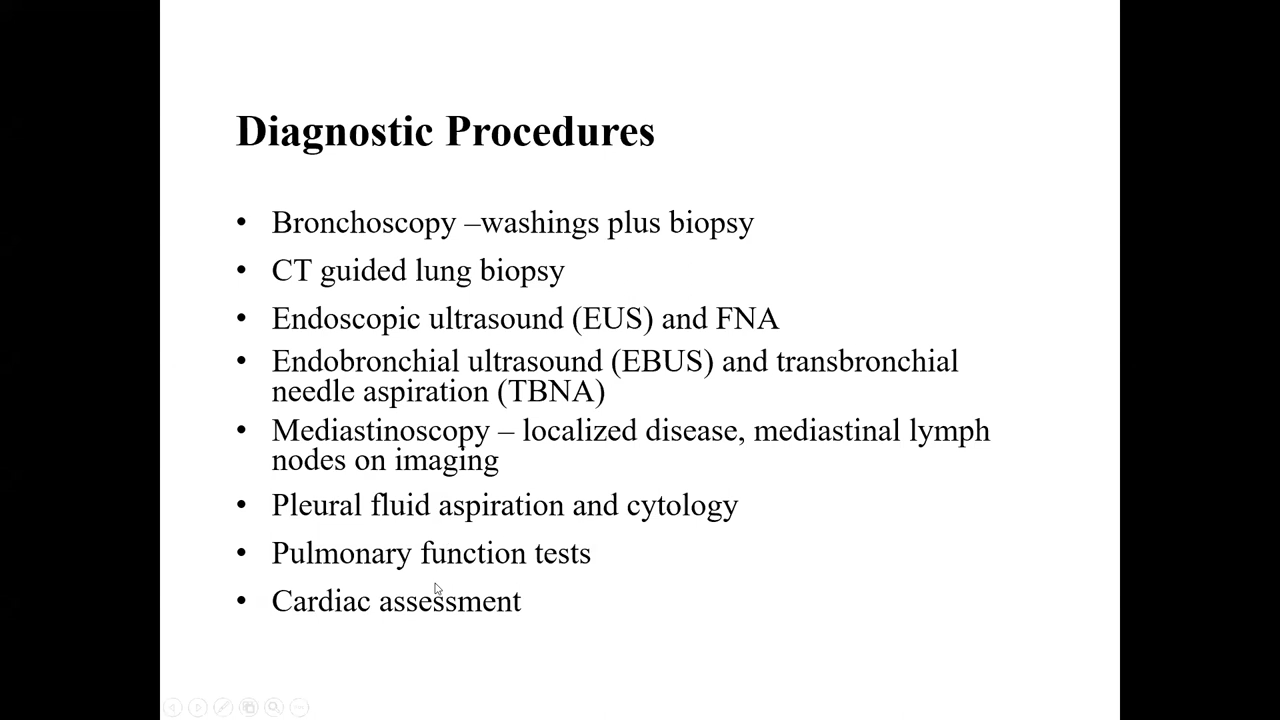 Diagnostic Procedures
• Bronchoscopy –washings plus biopsy
• CT guided lung biopsy
• Endoscopic ultrasound (EUS) and FNA
• Endobronchial ultrasound (EBUS) and transbronchial
needle aspiration (TBNA)
• Mediastinoscopy – localized disease, mediastinal lymph
nodes on imaging
• Pleural fluid aspiration and cytology
• Pulmonary function tests
• Cardiac assessment